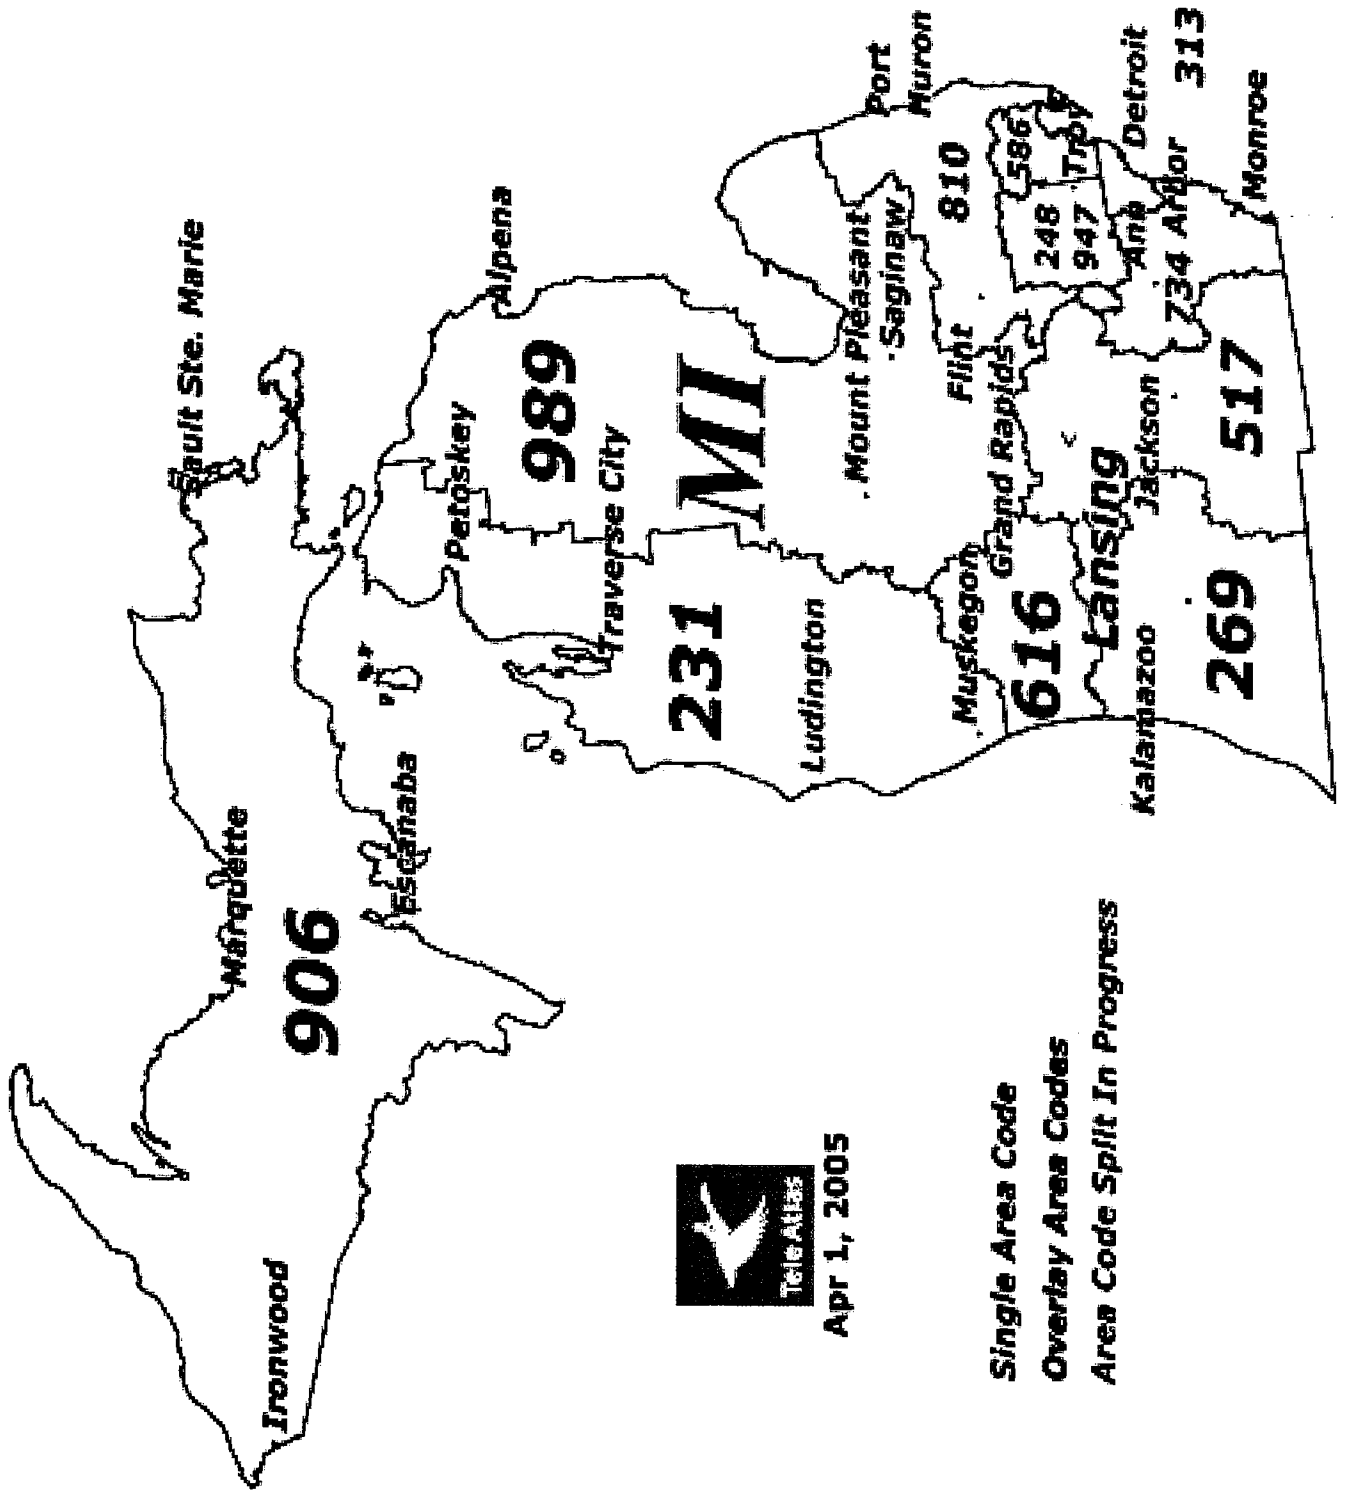 Sault Ste. Marie
Marquette
906
Ironwood
Escanaba
Alpena
Petoskey
989
Traverse City
MI
231
Ludington
Mount Pleasant
Saginaw
Port
Huron
810
Flint
Muskegon
Grand Rapids
616
586
248
947
Troy
Lansing
Ann
Arbor
Detroit
313
734
Jackson
Kalamazoo
517
269
Monroe
TeleAtlas
Apr 1, 2005
Single Area Code
Overlay Area Codes
Area Code Split In Progress